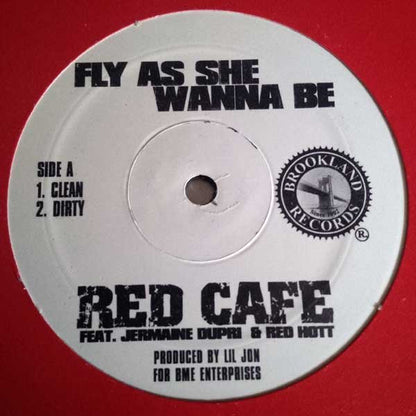 FLY AS SHE
WANNA BE
SIDE A
1. CLEAN
2. DIRTY
BROOKLAND
RECORDS
®
RED CAFE
FEAT. JERMAINE DUPRI & RED HOTT
PRODUCED BY LIL JON
FOR BME ENTERPRISES